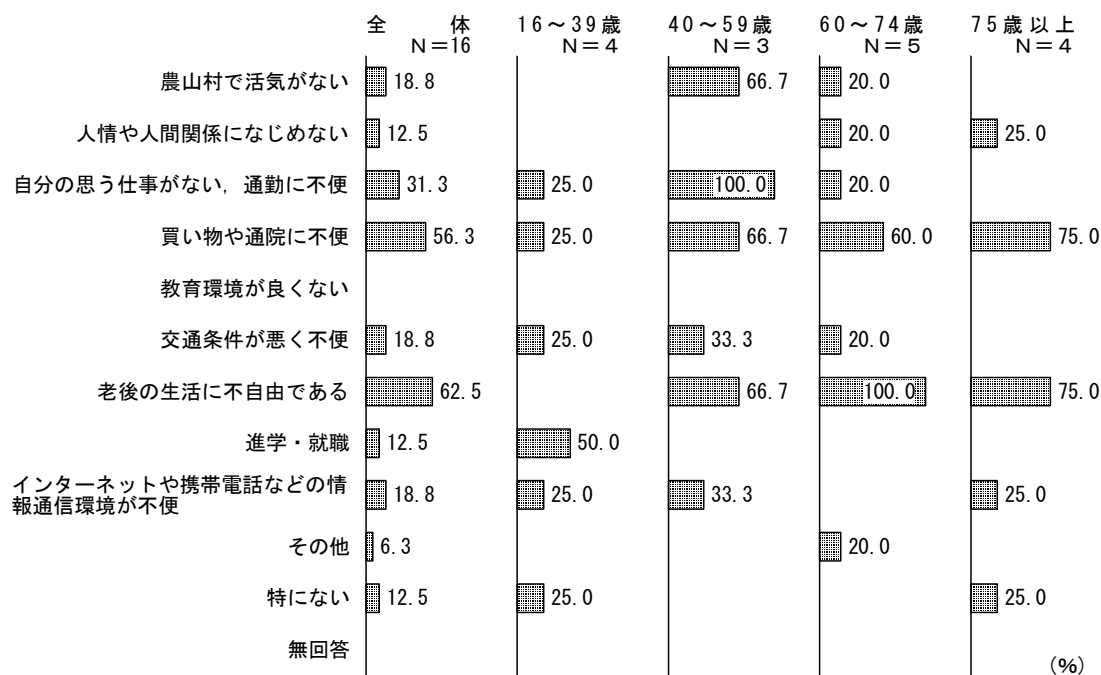 全 体 16～39歳 40～59歳 60～74歳 75歳以上
N＝16 N＝4 N＝3 N＝5 N＝4
農山村で活気がない 18.8 66.7 20.0
人情や人間関係になじめない 12.5 20.0 25.0
自分の思う仕事がない，通勤に不便 31.3 25.0 100.0 20.0
買い物や通院に不便 56.3 25.0 66.7 60.0 75.0
教育環境が良くない
交通条件が悪く不便 18.8 25.0 33.3 20.0
老後の生活に不自由である 62.5 66.7 100.0 75.0
進学・就職 12.5 50.0
インターネットや携帯電話などの情
報通信環境が不便 18.8 25.0 33.3 25.0
その他 6.3 20.0
特にない 12.5 25.0 25.0
無回答
(%)